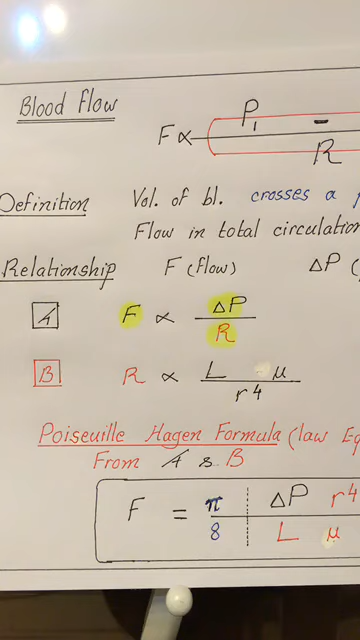 Blood flow
P₁ -
F ∝
R
Definition Vol. of bl. crosses a
Flow in total circulation
Relationship F (flow) ΔP (
A F ∝ ΔP / R
B R ∝ L μ / r⁴
Poiseuille Hagen Formula (law Eq
From A & B
F = π/8 ΔP r⁴ / L μ